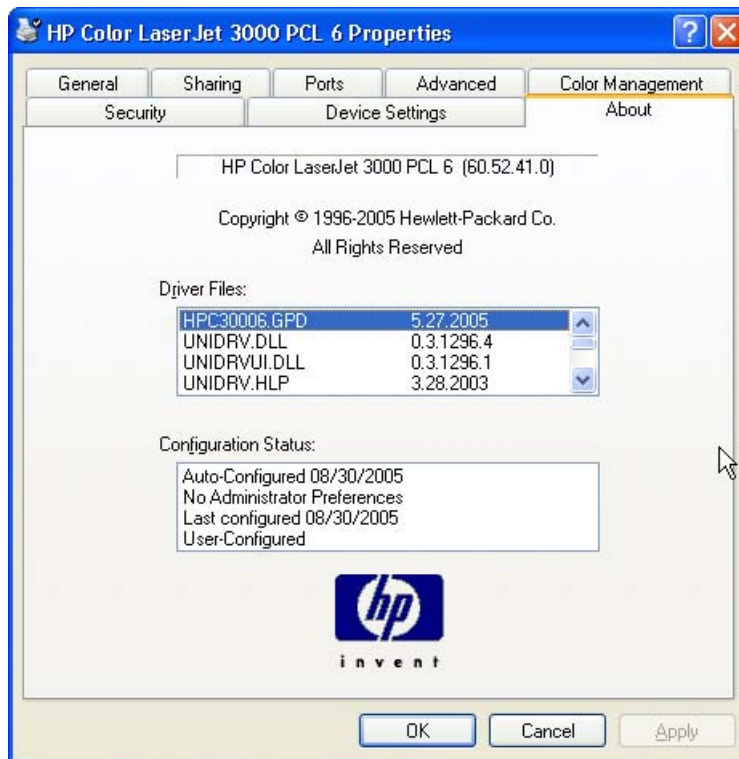 HP Color LaserJet 3000 PCL 6 Properties
General Sharing Ports Advanced Color Management
Security Device Settings About
HP Color LaserJet 3000 PCL 6 (60.52.41.0)
Copyright © 1996-2005 Hewlett-Packard Co.
All Rights Reserved
Driver Files:
HPC30006.GPD 5.27.2005
UNIDRV.DLL 0.3.1296.4
UNIDRVUI.DLL 0.3.1296.1
UNIDRV.HLP 3.28.2003
Configuration Status:
Auto-Configured 08/30/2005
No Administrator Preferences
Last configured 08/30/2005
User-Configured
hp
invent
OK Cancel Apply